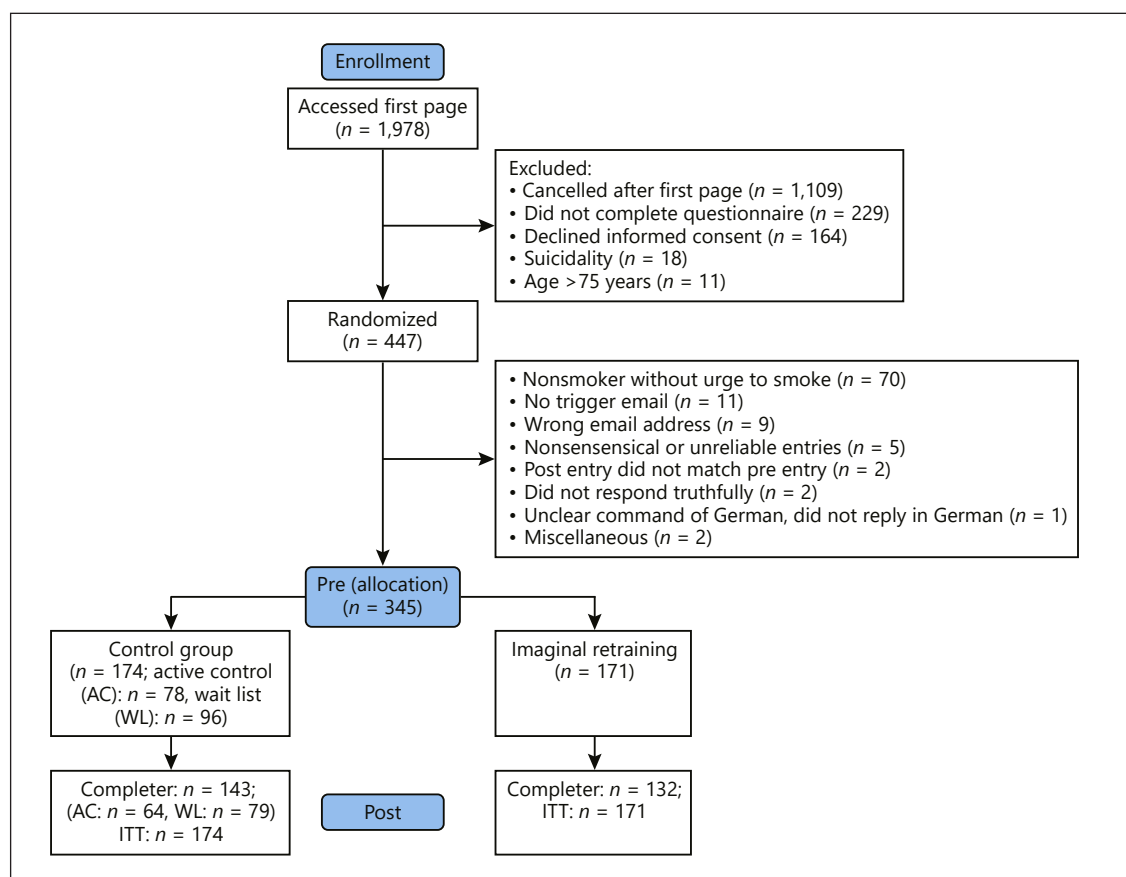 Enrollment
Accessed first page
(n = 1,978)
Excluded:
• Cancelled after first page (n = 1,109)
• Did not complete questionnaire (n = 229)
• Declined informed consent (n = 164)
• Suicidality (n = 18)
• Age >75 years (n = 11)
Randomized
(n = 447)
• Nonsmoker without urge to smoke (n = 70)
• No trigger email (n = 11)
• Wrong email address (n = 9)
• Nonsensensical or unreliable entries (n = 5)
• Post entry did not match pre entry (n = 2)
• Did not respond truthfully (n = 2)
• Unclear command of German, did not reply in German (n = 1)
• Miscellaneous (n = 2)
Pre (allocation)
(n = 345)
Control group
(n = 174; active control
(AC): n = 78, wait list
(WL): n = 96)
Imaginal retraining
(n = 171)
Completer: n = 143;
(AC: n = 64, WL: n = 79)
ITT: n = 174
Post
Completer: n = 132;
ITT: n = 171